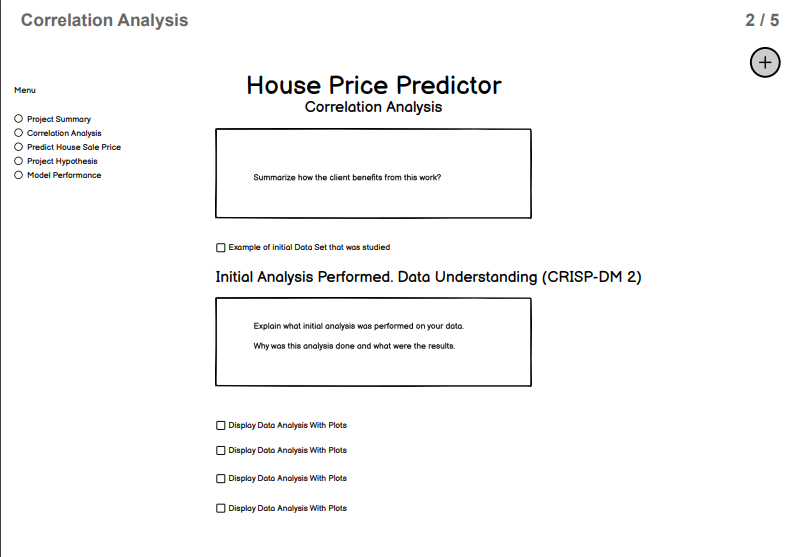 Correlation Analysis
2 / 5
House Price Predictor
Correlation Analysis
Menu
Project Summary
Correlation Analysis
Predict House Sale Price
Project Hypothesis
Model Performance
Summarize how the client benefits from this work?
Example of initial Data Set that was studied
Initial Analysis Performed. Data Understanding (CRISP-DM 2)
Explain what initial analysis was performed on your data.
Why was this analysis done and what were the results.
Display Data Analysis With Plots
Display Data Analysis With Plots
Display Data Analysis With Plots
Display Data Analysis With Plots